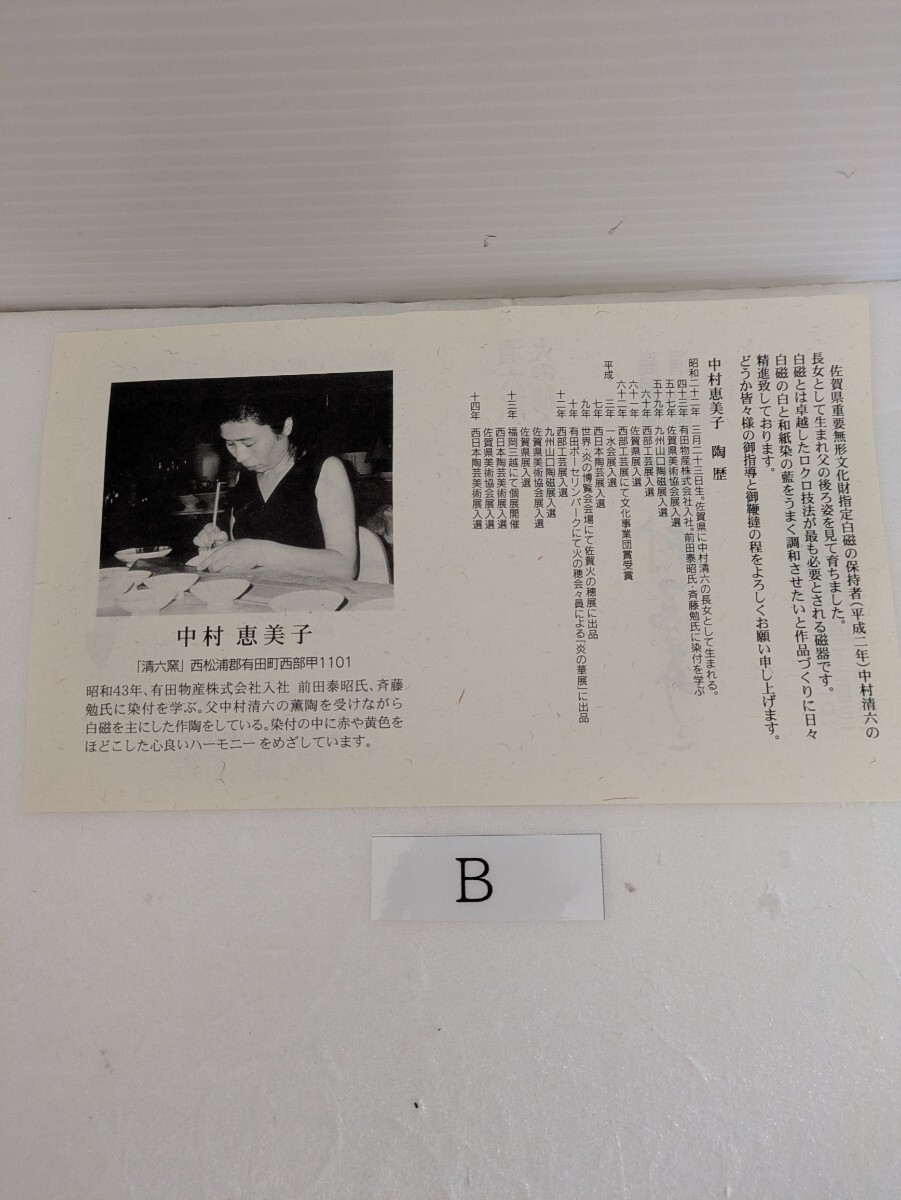 佐賀県重要無形文化財指定白磁の保持者(平成二年)中村清六の
長女として生まれ父の後ろ姿を見て育ちました。
白磁とは卓越したロクロ技法が最も必要とされる磁器です。
白磁の白と和紙染の藍をうまく調和させたいと作品づくりに日々
精進致しております。
どうか皆々様の御指導と御鞭撻の程をよろしくお願い申し上げます。
中村恵美子 陶歴
昭和二十二年 三月二十三日生。佐賀県に中村清六の長女として生まれる。
四十三年 有田物産株式会社入社。前田泰昭氏・斉藤勉氏に染付を学ぶ
五十七年 佐賀県美術協会展入選
五十九年 九州山口陶磁展入選
六十年 西部工芸展入選
六十一年 佐賀県展入選
六十二年 西部工芸展にて文化事業団賞受賞
平成 三年 一水会展入選
七年 西日本陶芸展入選
九年 世界・炎の博覧会会場にて佐賀火の穂展に出品
十年 有田ポーセリンパークにて火の穂会々員による「炎の華展」に出品
十二年 西部工芸展入選
九州山口陶磁展入選
佐賀県美術協会展入選
佐賀県展入選
十三年 福岡三越にて個展開催
西日本陶芸美術展入選
佐賀県美術協会展入選
十四年 西日本陶芸美術展入選
中村 恵美子
「清六窯」西松浦郡有田町西部甲1101
昭和43年、有田物産株式会社入社 前田泰昭氏、斉藤
勉氏に染付を学ぶ。父中村清六の薫陶を受けながら
白磁を主にした作陶をしている。染付の中に赤や黄色を
ほどこした心良いハーモニーをめざしています。
B